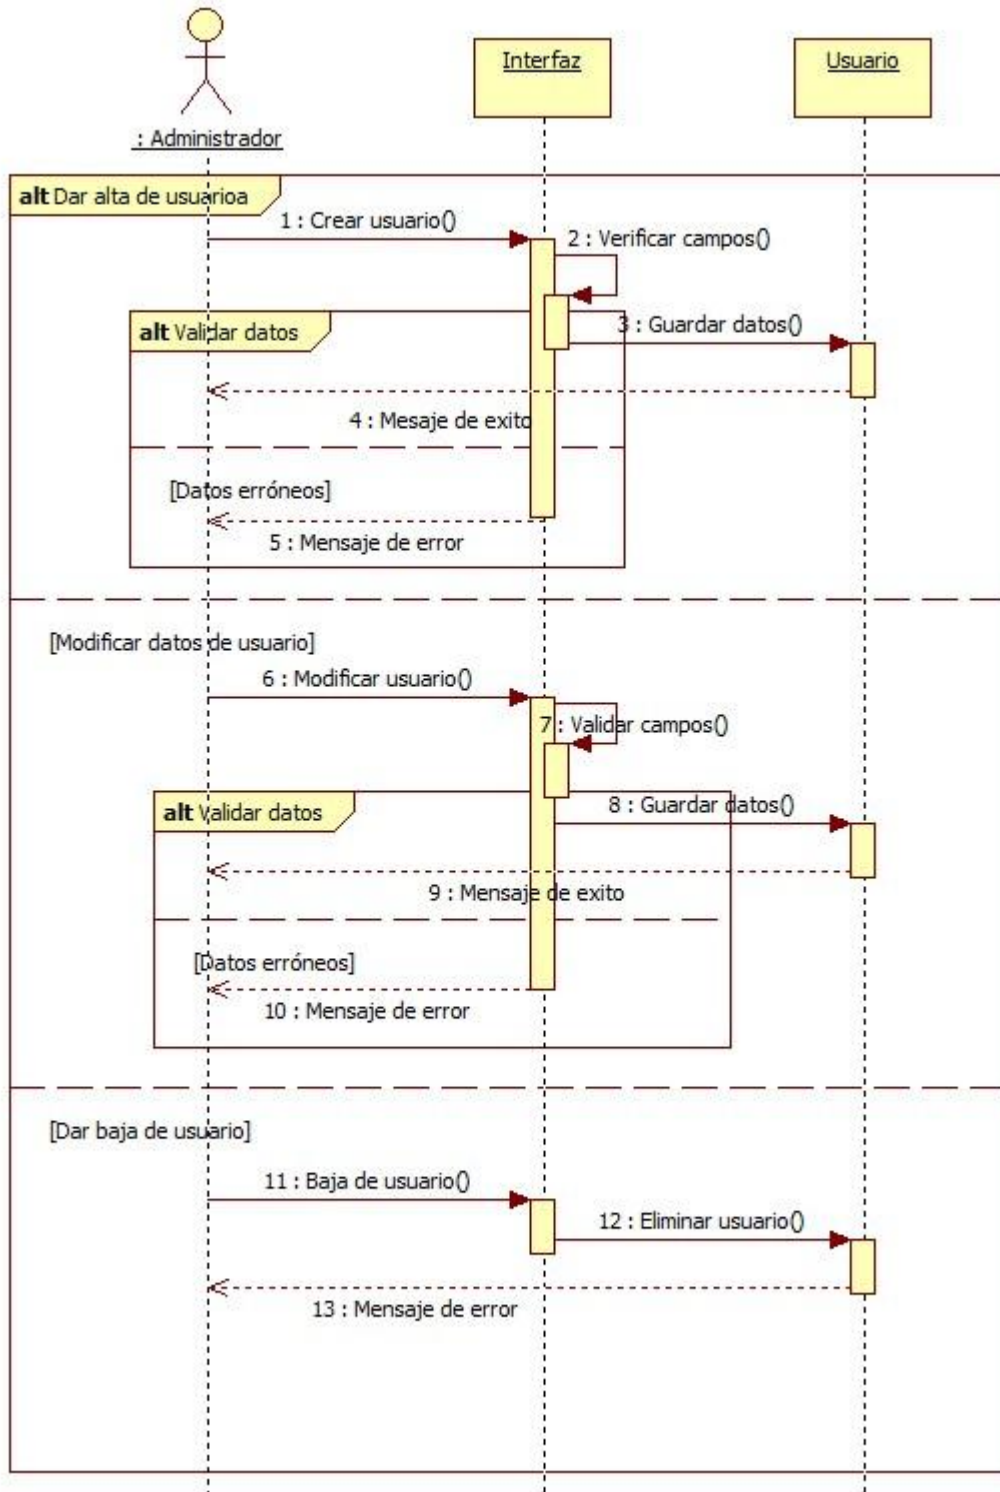 Interfaz
Usuario
: Administrador
alt Dar alta de usuarioa
1 : Crear usuario()
2 : Verificar campos()
alt Validar datos
3 : Guardar datos()
4 : Mesaje de exito
[Datos erróneos]
5 : Mensaje de error
[Modificar datos de usuario]
6 : Modificar usuario()
7 : Validar campos()
alt Validar datos
8 : Guardar datos()
9 : Mensaje de exito
[Datos erróneos]
10 : Mensaje de error
[Dar baja de usuario]
11 : Baja de usuario()
12 : Eliminar usuario()
13 : Mensaje de error